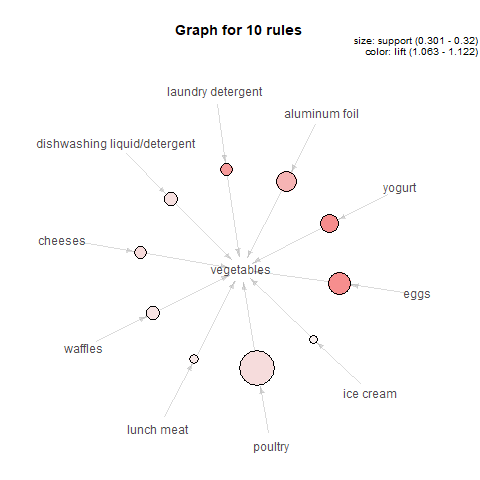 Graph for 10 rules
size: support (0.301 - 0.32)
color: lift (1.063 - 1.122)
laundry detergent
aluminum foil
dishwashing liquid/detergent
yogurt
cheeses
vegetables
eggs
waffles
ice cream
lunch meat
poultry